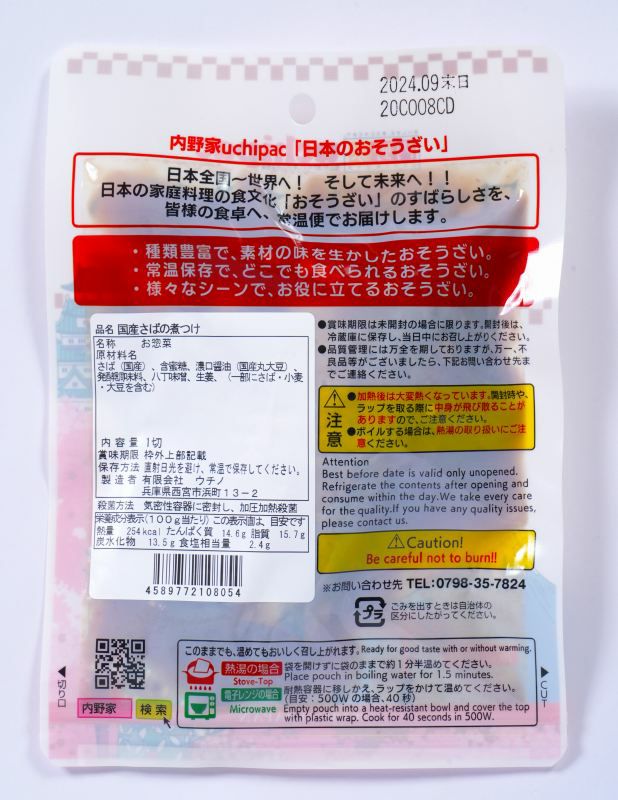 2024.09末日
20C008CD
内野家uchipac「日本のおそうざい」
日本全国～世界へ！ そして未来へ！！
日本の家庭料理の食文化「おそうざい」のすばらしさを、
皆様の食卓へ、常温便でお届けします。
・種類豊富で、素材の味を生かしたおそうざい。
・常温保存で、どこでも食べられるおそうざい。
・様々なシーンで、お役に立てるおそうざい。
品名 国産さばの煮つけ
名称 お惣菜
原材料名
さば（国産）、含蜜糖、濃口醤油（国産丸大豆）、
発酵調味料、八丁味噌、生姜、（一部にさば・小麦
・大豆を含む）
内容量 1切
賞味期限 枠外上部記載
保存方法 直射日光を避け、常温で保存してください。
製造者 有限会社 ウチノ
兵庫県西宮市浜町13－2
殺菌方法 気密性容器に密封し、加圧加熱殺菌
栄養成分表示(100g当たり) この表示値は、目安です
熱量 254kcal たんぱく質 14.6g 脂質 15.7g
炭水化物 13.5g 食塩相当量 2.4g
4589772108054
●賞味期限は未開封の場合に限ります。開封後は、
冷蔵庫に保存し、当日中にお召し上がりください。
●品質管理には万全を期しておりますが、万一、不
良品等がございましたら、下記お問い合わせ先ま
でご連絡ください。
注意
●加熱後は大変熱くなっています。開封時や、
ラップを取る際に中身が飛び散ることが
ありますので、ご注意ください。
●ボイルする場合は、熱湯の取り扱いにご注
意ください。
Attention
Best before date is valid only unopened.
Refrigerate the contents after opening and
consume within the day.We take every care
for the quality.If you have any quality issues,
please contact us.
Caution!
Be careful not to burn!!
※お問い合わせ先 TEL:0798-35-7824
プラ
ごみを出すときは自治体の
区分にしたがってください。
このままでも、温めてもおいしく召し上がれます。Ready for good taste with or without warming.
熱湯の場合
Stove-Top
袋を開けずに袋のままで約1分半温めてください。
Place pouch in boiling water for 1.5 minutes.
電子レンジの場合
Microwave
耐熱容器に移しかえ、ラップをかけて温めてください。
(目安：500Wの場合、40秒)
Empty pouch into a heat-resistant bowl and cover the top
with plastic wrap. Cook for 40 seconds in 500W.
切り口
CUT
内野家 検索